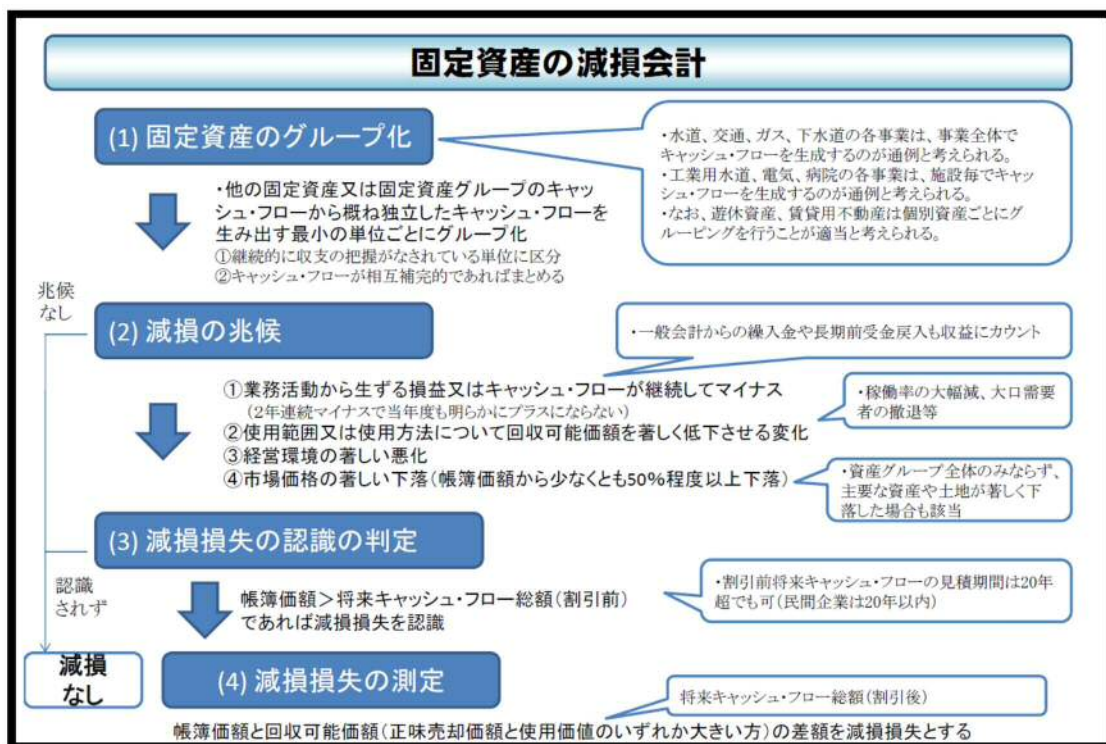 固定資産の減損会計
(1) 固定資産のグループ化
・水道、交通、ガス、下水道の各事業は、事業全体で
キャッシュ・フローを生成するのが通例と考えられる。
・工業用水道、電気、病院の各事業は、施設毎でキャッ
シュ・フローを生成するのが通例と考えられる。
・なお、遊休資産、賃貸用不動産は個別資産ごとにグ
ルーピングを行うことが適当と考えられる。
・他の固定資産又は固定資産グループのキャッ
シュ・フローから概ね独立したキャッシュ・フローを
生み出す最小の単位ごとにグループ化
①継続的に収支の把握がなされている単位に区分
②キャッシュ・フローが相互補完的であればまとめる
兆候
なし
(2) 減損の兆候
・一般会計からの繰入金や長期前受金戻入も収益にカウント
①業務活動から生ずる損益又はキャッシュ・フローが継続してマイナス
(2年連続マイナスで当年度も明らかにプラスにならない)
・稼働率の大幅減、大口需要
者の撤退等
②使用範囲又は使用方法について回収可能価額を著しく低下させる変化
③経営環境の著しい悪化
④市場価格の著しい下落(帳簿価額から少なくとも50%程度以上下落)
・資産グループ全体のみならず、
主要な資産や土地が著しく下
落した場合も該当
(3) 減損損失の認識の判定
認識
されず
帳簿価額>将来キャッシュ・フロー総額(割引前)
であれば減損損失を認識
・割引前将来キャッシュ・フローの見積期間は20年
超でも可(民間企業は20年以内)
減損
なし
(4) 減損損失の測定
将来キャッシュ・フロー総額(割引後)
帳簿価額と回収可能価額(正味売却価額と使用価値のいずれか大きい方)の差額を減損損失とする